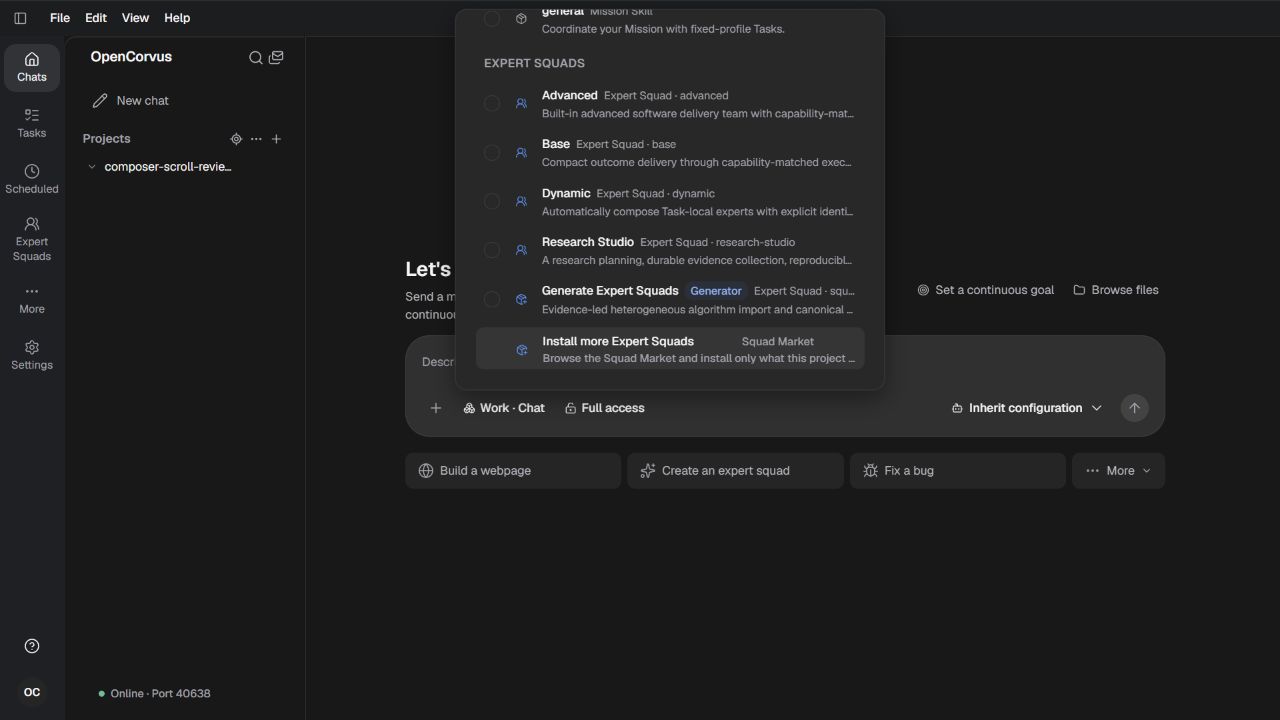 File Edit View Help
Chats
Tasks
Scheduled
Expert
Squads
More
Settings
OC
OpenCorvus
New chat
Projects
composer-scroll-revie...
Online · Port 40638
general Mission Skill
Coordinate your Mission with fixed-profile Tasks.
EXPERT SQUADS
Advanced Expert Squad · advanced
Built-in advanced software delivery team with capability-mat...
Base Expert Squad · base
Compact outcome delivery through capability-matched exec...
Dynamic Expert Squad · dynamic
Automatically compose Task-local experts with explicit identi...
Research Studio Expert Squad · research-studio
A research planning, durable evidence collection, reproducibl...
Generate Expert Squads Generator Expert Squad · squ...
Evidence-led heterogeneous algorithm import and canonical ...
Install more Expert Squads Squad Market
Browse the Squad Market and install only what this project ...
Let's
Send a m
continuou
Set a continuous goal Browse files
Descr
Work · Chat Full access Inherit configuration
Build a webpage Create an expert squad Fix a bug More